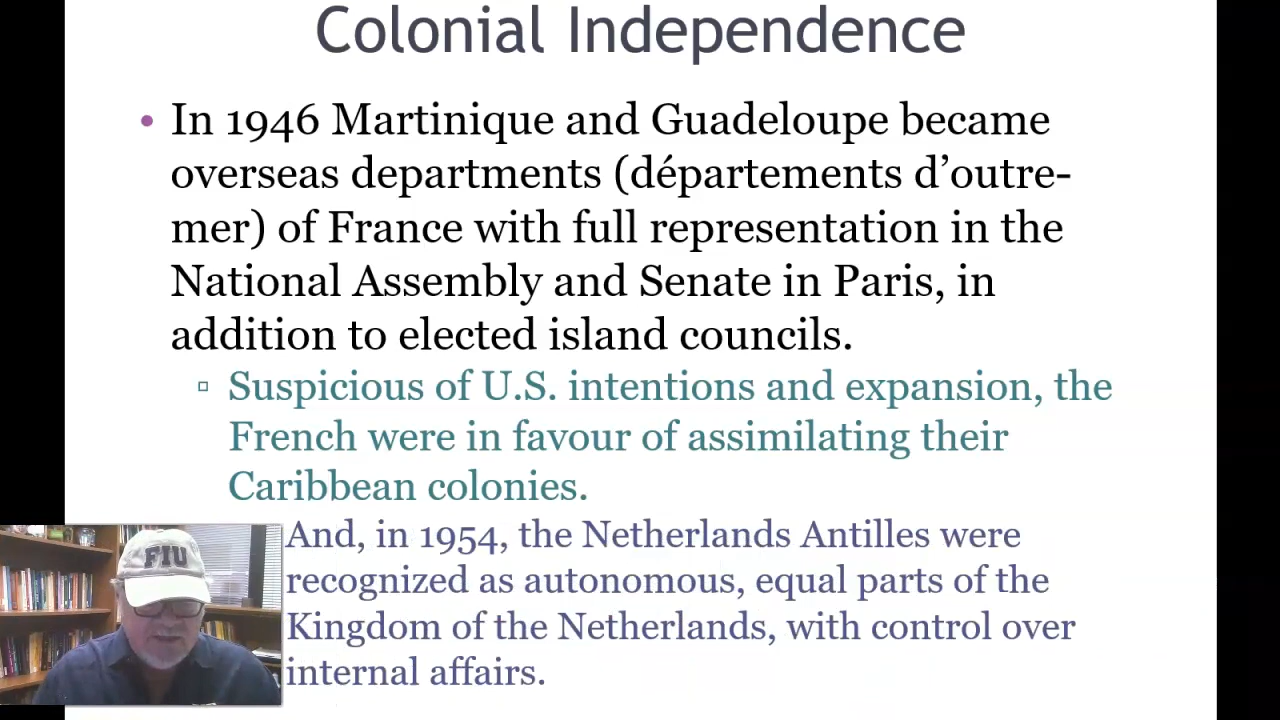 Colonial Independence
• In 1946 Martinique and Guadeloupe became
overseas departments (départements d’outre-
mer) of France with full representation in the
National Assembly and Senate in Paris, in
addition to elected island councils.
▫ Suspicious of U.S. intentions and expansion, the
French were in favour of assimilating their
Caribbean colonies.
And, in 1954, the Netherlands Antilles were
recognized as autonomous, equal parts of the
Kingdom of the Netherlands, with control over
internal affairs.
FIU